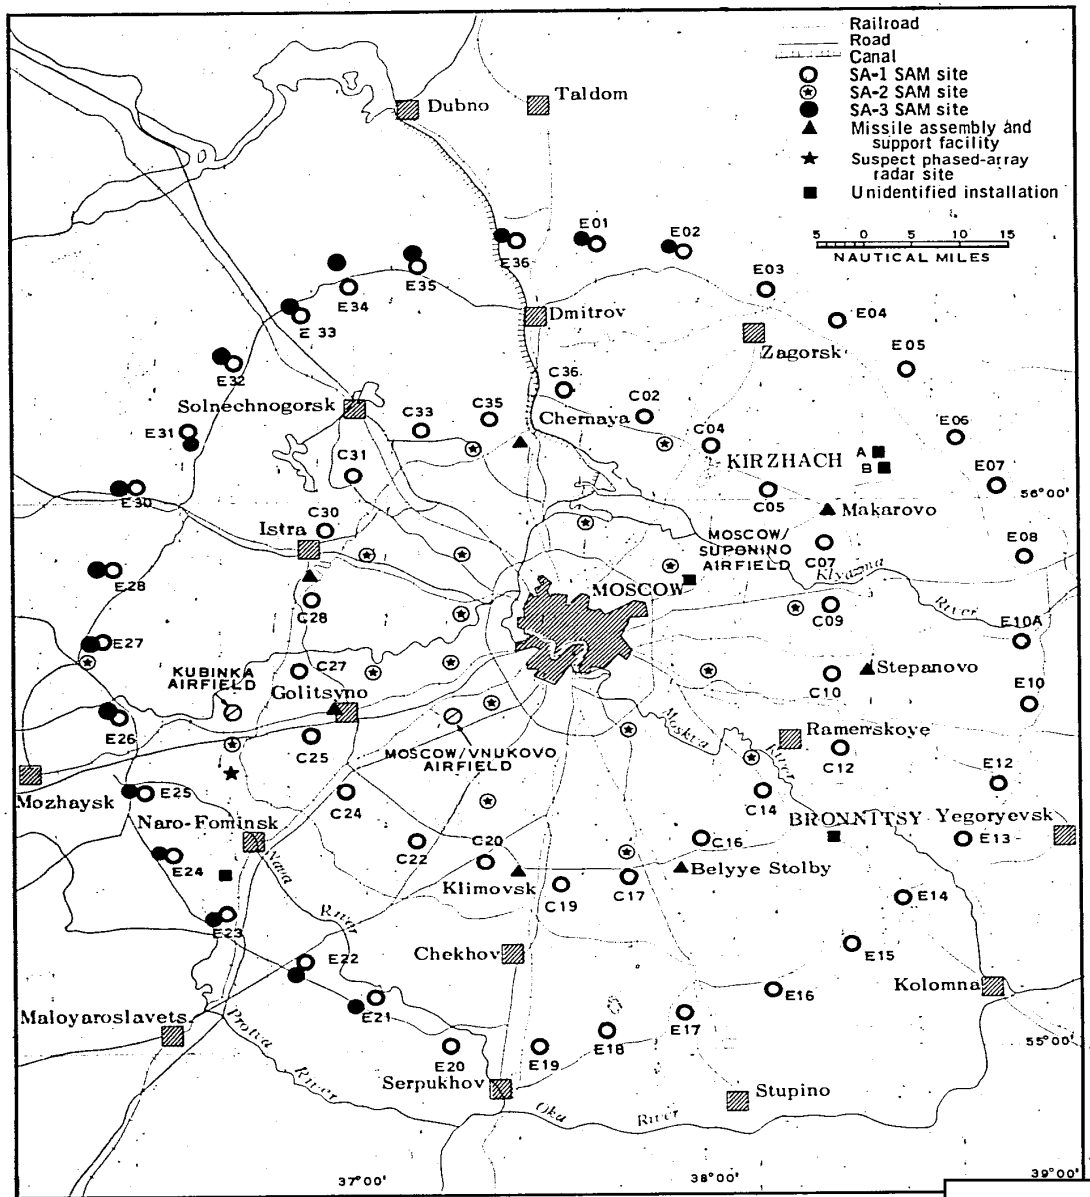 Railroad
Road
Canal
SA-1 SAM site
SA-2 SAM site
SA-3 SAM site
Missile assembly and
support facility
Suspect phased-array
radar site
Unidentified installation
5 0 5 10 15
NAUTICAL MILES
Dubno
Taldom
E01
E02
E36
E35
E03
E34
E04
E33
Dmitrov
Zagorsk
E05
E32
C36
Solnechnogorsk
C33
C35
Chernaya
C02
C04
E06
E31
KIRZHACH
A
B
C31
E07
E30
C05
56°00'
Makarovo
C30
Istra
MOSCOW/
SUPONINO
AIRFIELD
C07
E08
E28
MOSCOW
Klyazma
River
C28
C09
E10A
E27
C27
KUBINKA
AIRFIELD
Golitsyno
Stepanovo
C10
E10
E26
C25
MOSCOW/VNUKOVO
AIRFIELD
Moskva
River
Ramenskoye
C12
E12
Mozhaysk
E25
C24
C14
Naro-Fominsk
BRONNITSY
Yegoryevsk
C22
C20
C16
E13
E24
Nara
River
Klimovsk
C19
C17
Belyye Stolby
E14
E23
E22
Chekhov
E15
E16
Kolomna
E21
Maloyaroslavets
Protva
River
E20
E19
E18
E17
55°00'
Serpukhov
Oka
River
Stupino
37°00'
38°00'
39°00'